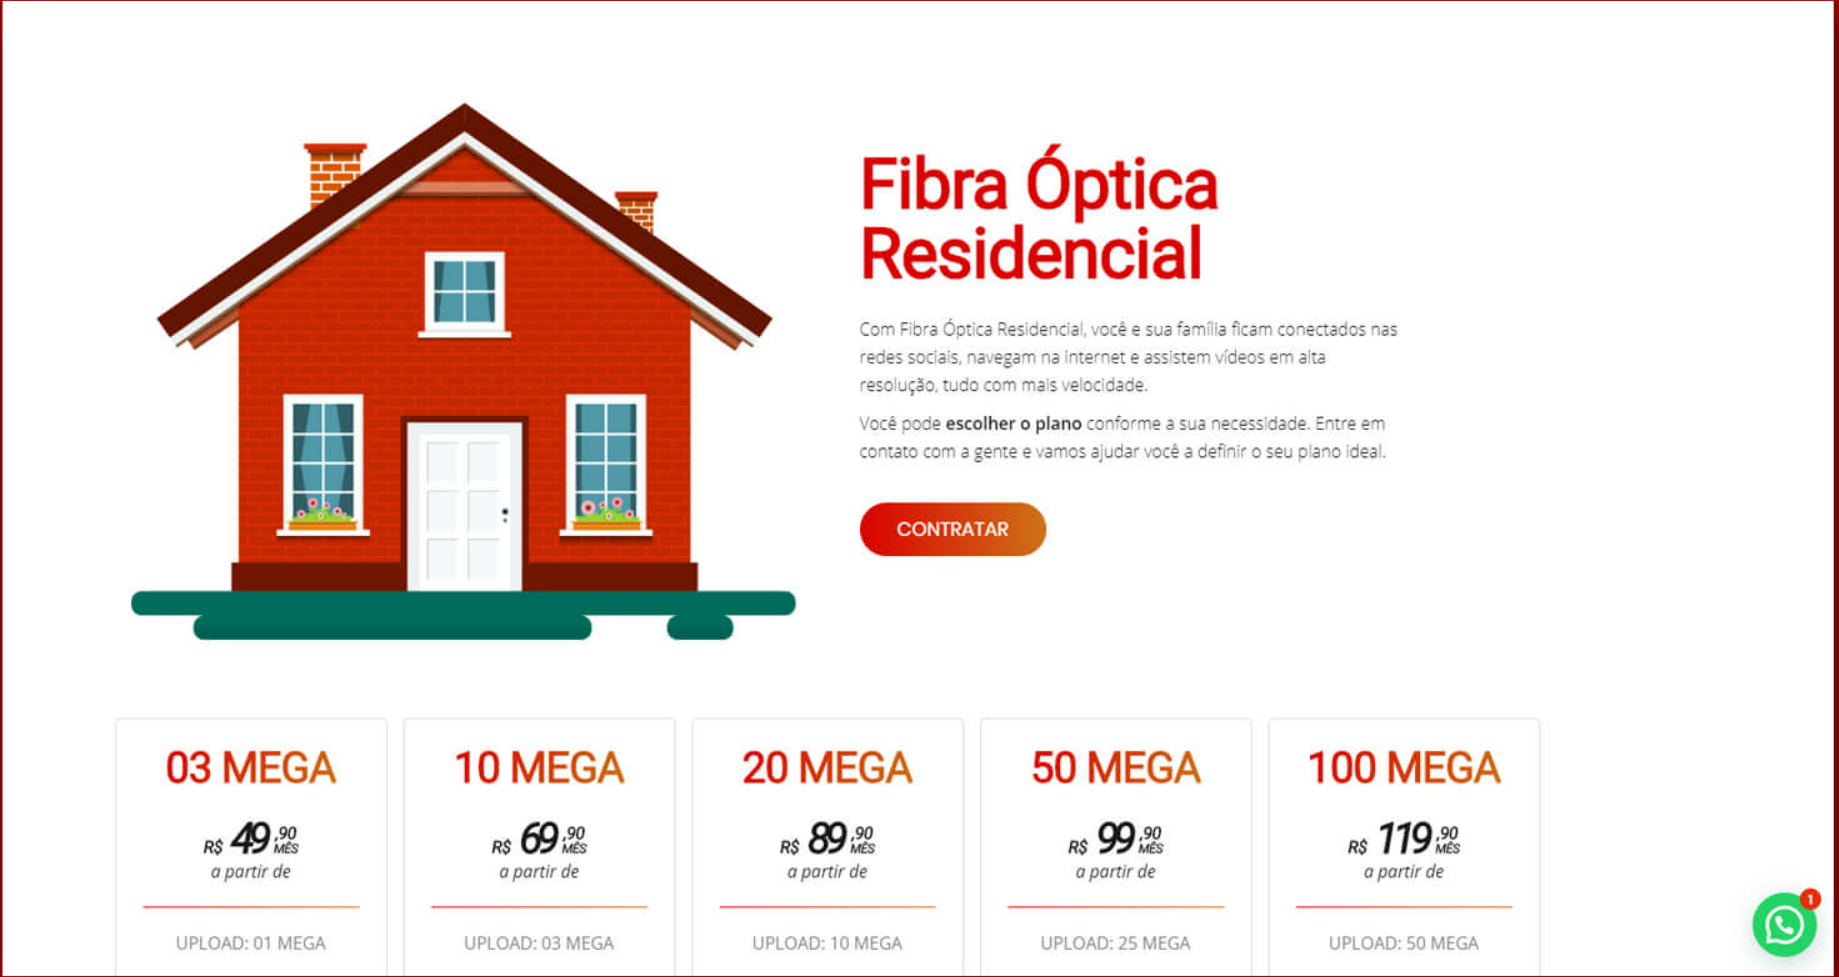 Fibra Óptica
Residencial
Com Fibra Óptica Residencial, você e sua família ficam conectados nas
redes sociais, navegam na internet e assistem vídeos em alta
resolução, tudo com mais velocidade.
Você pode escolher o plano conforme a sua necessidade. Entre em
contato com a gente e vamos ajudar você a definir o seu plano ideal.
CONTRATAR
03 MEGA
R$ 49,90 MÊS
a partir de
UPLOAD: 01 MEGA
10 MEGA
R$ 69,90 MÊS
a partir de
UPLOAD: 03 MEGA
20 MEGA
R$ 89,90 MÊS
a partir de
UPLOAD: 10 MEGA
50 MEGA
R$ 99,90 MÊS
a partir de
UPLOAD: 25 MEGA
100 MEGA
R$ 119,90 MÊS
a partir de
UPLOAD: 50 MEGA
1